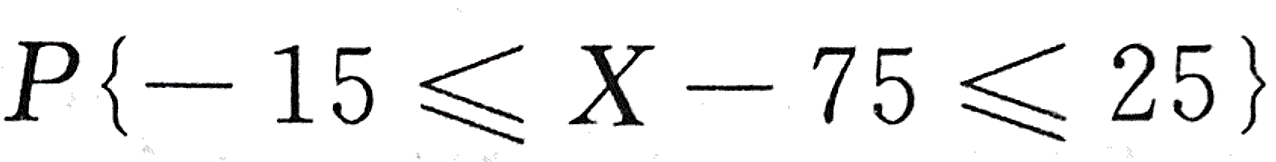 P{— 15 ⩽ X — 75 ⩽ 25}